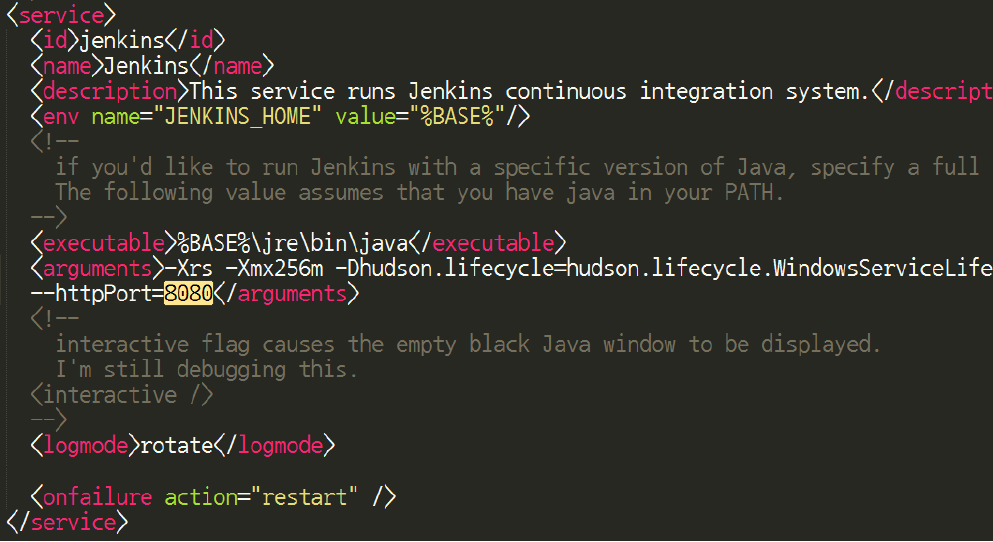 <service>
<id>jenkins</id>
<name>Jenkins</name>
<description>This service runs Jenkins continuous integration system.</descript
<env name="JENKINS_HOME" value="%BASE%"/>
<!--
if you'd like to run Jenkins with a specific version of Java, specify a full
The following value assumes that you have java in your PATH.
-->
<executable>%BASE%\jre\bin\java</executable>
<arguments>-Xrs -Xmx256m -Dhudson.lifecycle=hudson.lifecycle.WindowsServiceLife
--httpPort=8080</arguments>
<!--
interactive flag causes the empty black Java window to be displayed.
I'm still debugging this.
<interactive />
-->
<logmode>rotate</logmode>
<onfailure action="restart" />
</service>